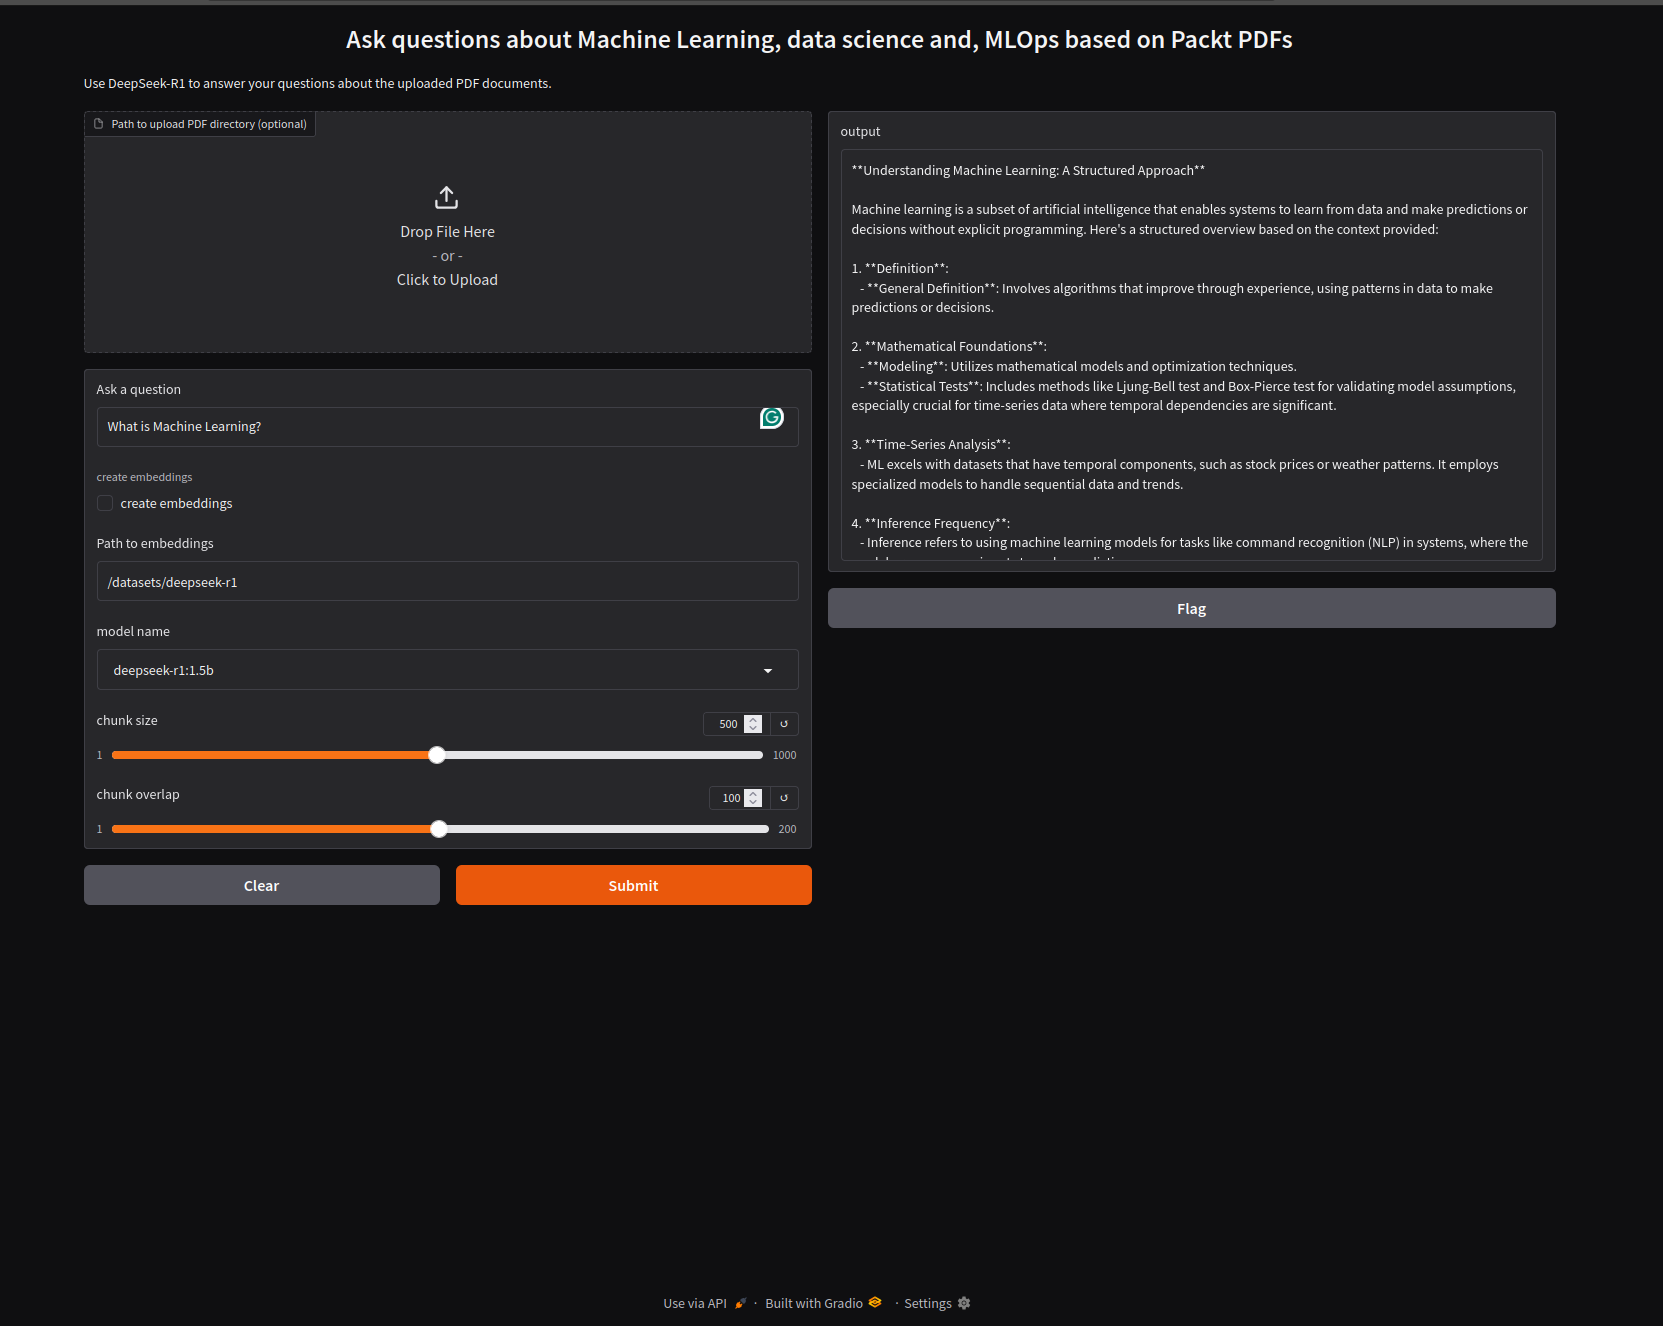 Ask questions about Machine Learning, data science and, MLOps based on Packt PDFs
Use DeepSeek-R1 to answer your questions about the uploaded PDF documents.
Path to upload PDF directory (optional)
Drop File Here
- or -
Click to Upload
Ask a question
What is Machine Learning?
create embeddings
create embeddings
Path to embeddings
/datasets/deepseek-r1
model name
deepseek-r1:1.5b
chunk size
500
1
1000
chunk overlap
100
1
200
Clear
Submit
output
**Understanding Machine Learning: A Structured Approach**
Machine learning is a subset of artificial intelligence that enables systems to learn from data and make predictions or
decisions without explicit programming. Here's a structured overview based on the context provided:
1. **Definition**:
- **General Definition**: Involves algorithms that improve through experience, using patterns in data to make
predictions or decisions.
2. **Mathematical Foundations**:
- **Modeling**: Utilizes mathematical models and optimization techniques.
- **Statistical Tests**: Includes methods like Ljung-Bell test and Box-Pierce test for validating model assumptions,
especially crucial for time-series data where temporal dependencies are significant.
3. **Time-Series Analysis**:
- ML excels with datasets that have temporal components, such as stock prices or weather patterns. It employs
specialized models to handle sequential data and trends.
4. **Inference Frequency**:
- Inference refers to using machine learning models for tasks like command recognition (NLP) in systems, where the
Flag
Use via API · Built with Gradio · Settings